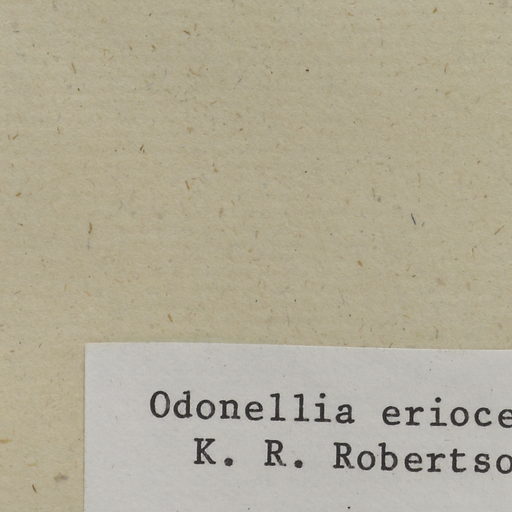 Odonellia erioce
K. R. Robertso